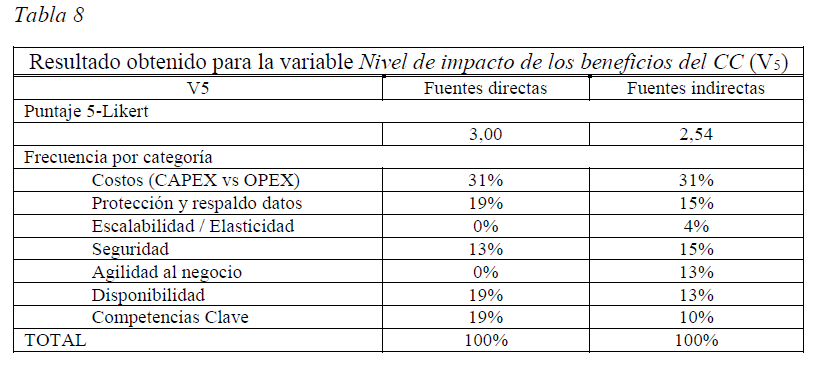 Tabla 8
Resultado obtenido para la variable Nivel de impacto de los beneficios del CC (V5)
V5 Fuentes directas Fuentes indirectas
Puntaje 5-Likert
3,00 2,54
Frecuencia por categoría
Costos (CAPEX vs OPEX) 31% 31%
Protección y respaldo datos 19% 15%
Escalabilidad / Elasticidad 0% 4%
Seguridad 13% 15%
Agilidad al negocio 0% 13%
Disponibilidad 19% 13%
Competencias Clave 19% 10%
TOTAL 100% 100%